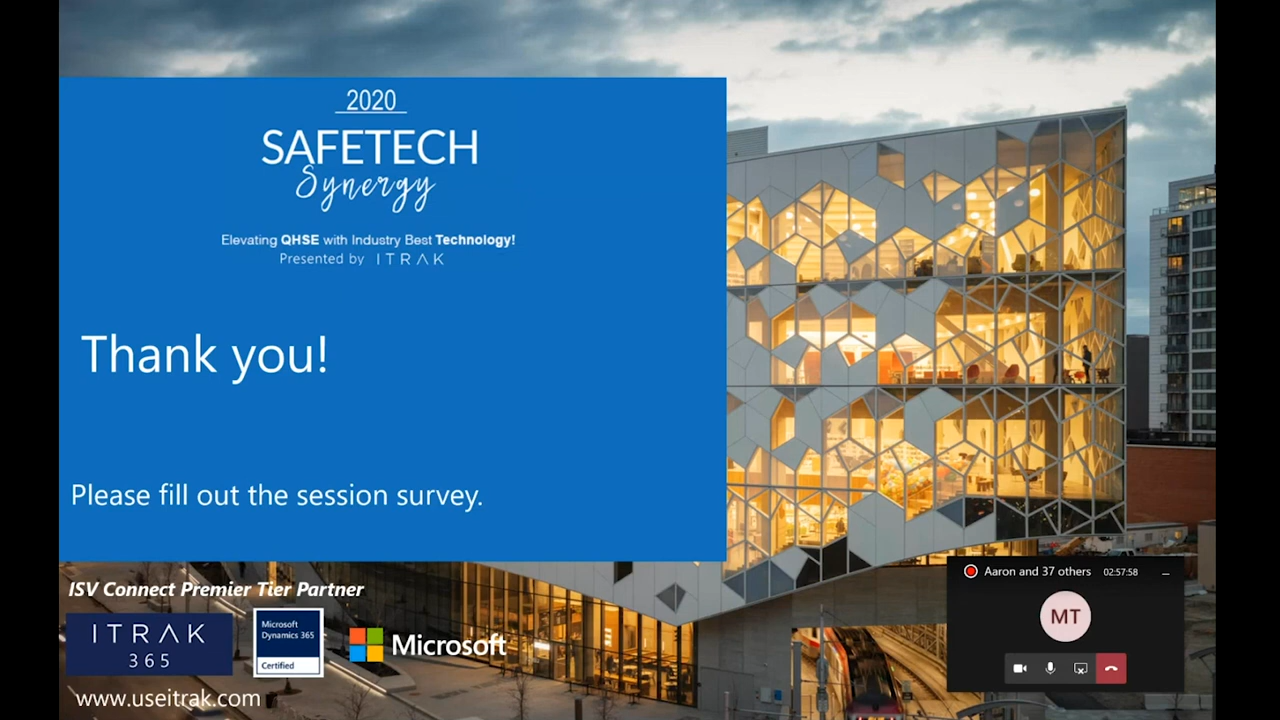 2020
SAFETECH
Synergy
Elevating QHSE with Industry Best Technology!
Presented by ITRAK
Thank you!
Please fill out the session survey.
ISV Connect Premier Tier Partner
ITRAK
365
Microsoft
Dynamics 365
Certified
Microsoft
www.useitrak.com
Aaron and 37 others 02:57:58
MT